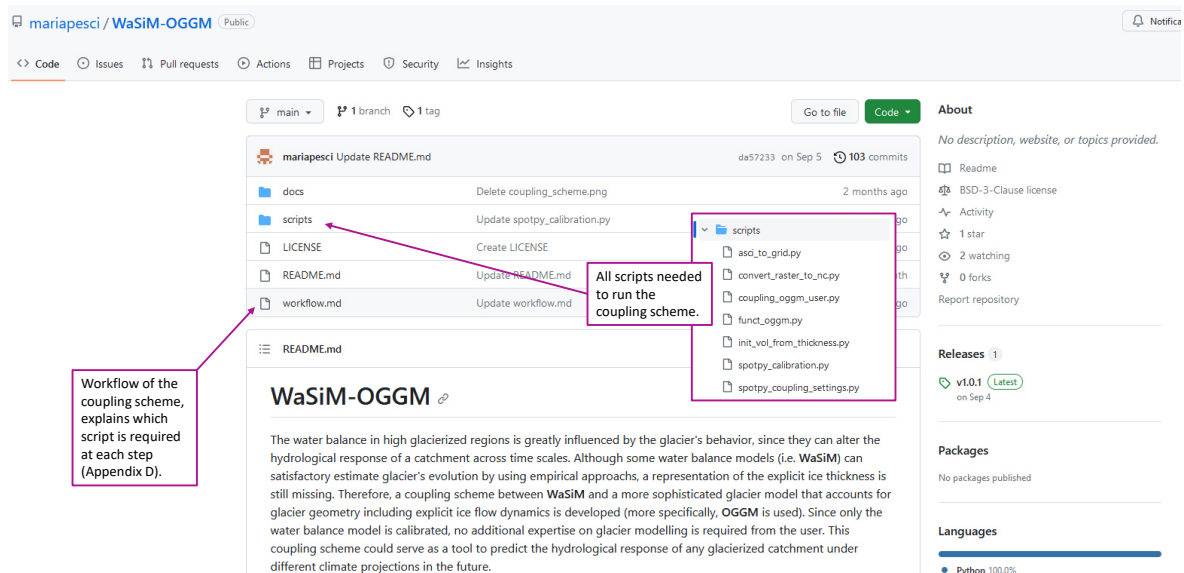 mariapesci / WaSiM-OGGM Public
Notifica
Code Issues Pull requests Actions Projects Security Insights
main 1 branch 1 tag
Go to file Code
mariapesci Update README.md da57233 on Sep 5 103 commits
docs Delete coupling_scheme.png 2 months ago
scripts Update spotpy_calibration.py go
LICENSE Create LICENSE go
README.md Update README.md th
workflow.md Update workflow.md go
All scripts needed
to run the
coupling scheme.
scripts
asci_to_grid.py
convert_raster_to_nc.py
coupling_oggm_user.py
funct_oggm.py
init_vol_from_thickness.py
spotpy_calibration.py
spotpy_coupling_settings.py
Workflow of the
coupling scheme,
explains which
script is required
at each step
(Appendix D).
README.md
WaSiM-OGGM
The water balance in high glacierized regions is greatly influenced by the glacier's behavior, since they can alter the
hydrological response of a catchment across time scales. Although some water balance models (i.e. WaSiM) can
satisfactory estimate glacier's evolution by using empirical approachs, a representation of the explicit ice thickness is
still missing. Therefore, a coupling scheme between WaSiM and a more sophisticated glacier model that accounts for
glacier geometry including explicit ice flow dynamics is developed (more specifically, OGGM is used). Since only the
water balance model is calibrated, no additional expertise on glacier modelling is required from the user. This
coupling scheme could serve as a tool to predict the hydrological response of any glacierized catchment under
different climate projections in the future.
About
No description, website, or topics provided.
Readme
BSD-3-Clause license
Activity
1 star
2 watching
0 forks
Report repository
Releases 1
v1.0.1 Latest
on Sep 4
Packages
No packages published
Languages
Python 100.0%